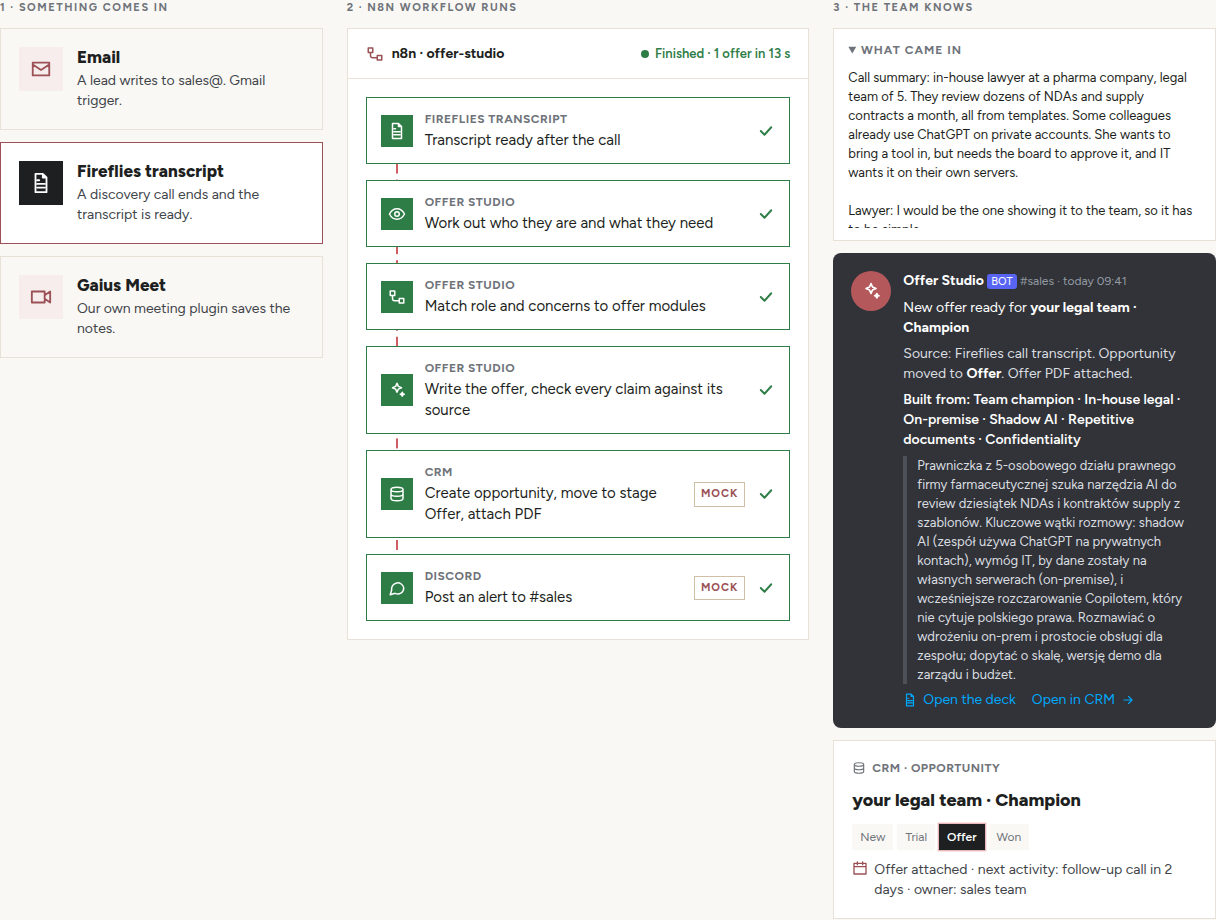 1 · SOMETHING COMES IN
Email
A lead writes to sales@. Gmail
trigger.
Fireflies transcript
A discovery call ends and the
transcript is ready.
Gaius Meet
Our own meeting plugin saves the
notes.
2 · N8N WORKFLOW RUNS
n8n · offer-studio
Finished · 1 offer in 13 s
FIREFLIES TRANSCRIPT
Transcript ready after the call
OFFER STUDIO
Work out who they are and what they need
OFFER STUDIO
Match role and concerns to offer modules
OFFER STUDIO
Write the offer, check every claim against its
source
CRM
Create opportunity, move to stage
Offer, attach PDF
MOCK
DISCORD
Post an alert to #sales
MOCK
3 · THE TEAM KNOWS
▼ WHAT CAME IN
Call summary: in-house lawyer at a pharma company, legal
team of 5. They review dozens of NDAs and supply
contracts a month, all from templates. Some colleagues
already use ChatGPT on private accounts. She wants to
bring a tool in, but needs the board to approve it, and IT
wants it on their own servers.
Lawyer: I would be the one showing it to the team, so it has
to be simple
Offer Studio BOT #sales · today 09:41
New offer ready for your legal team ·
Champion
Source: Fireflies call transcript. Opportunity
moved to Offer. Offer PDF attached.
Built from: Team champion · In-house legal ·
On-premise · Shadow AI · Repetitive
documents · Confidentiality
Prawniczka z 5-osobowego działu prawnego
firmy farmaceutycznej szuka narzędzia AI do
review dziesiątek NDAs i kontraktów supply z
szablonów. Kluczowe wątki rozmowy: shadow
AI (zespół używa ChatGPT na prywatnych
kontach), wymóg IT, by dane zostały na
własnych serwerach (on-premise), i
wcześniejsze rozczarowanie Copilotem, który
nie cytuje polskiego prawa. Rozmawiać o
wdrożeniu on-prem i prostocie obsługi dla
zespołu; dopytać o skalę, wersję demo dla
zarządu i budżet.
Open the deck Open in CRM →
CRM · OPPORTUNITY
your legal team · Champion
New Trial Offer Won
Offer attached · next activity: follow-up call in 2
days · owner: sales team